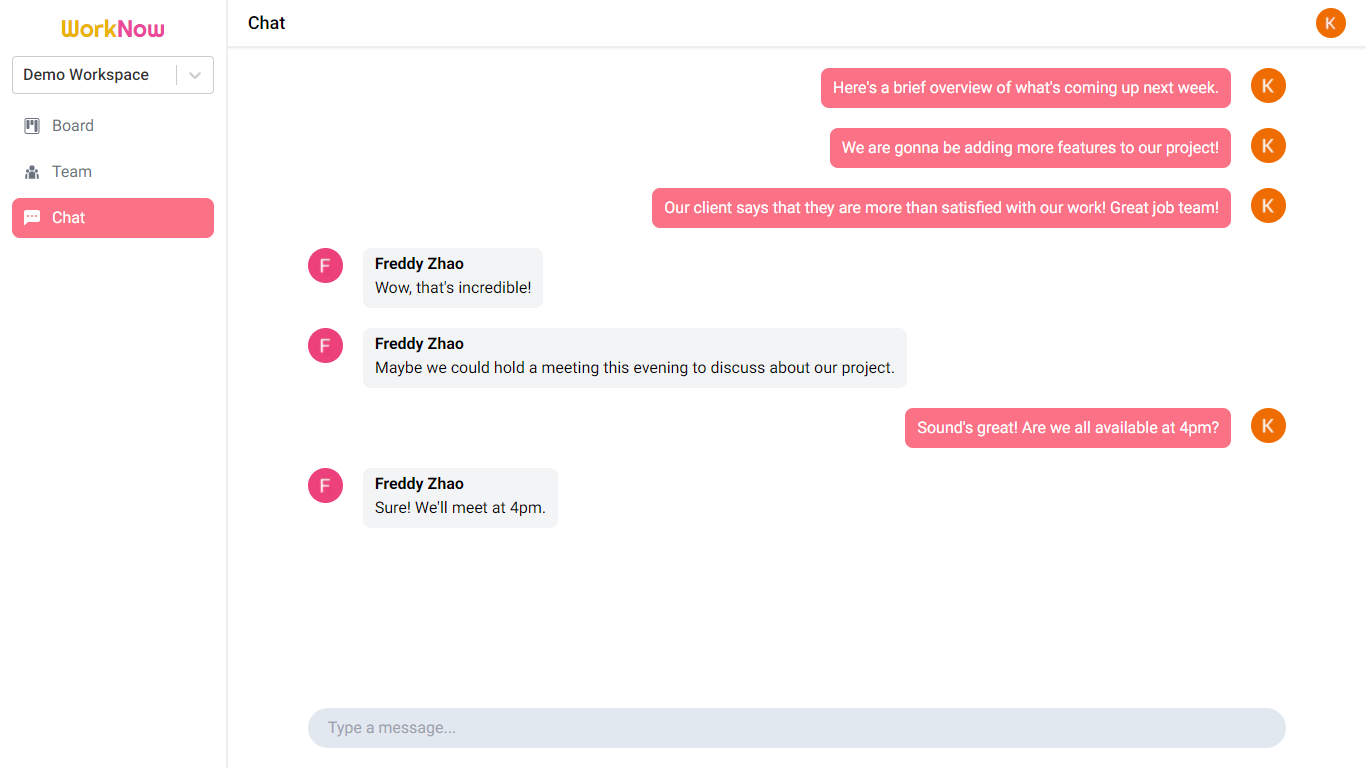 WorkNow
Demo Workspace
Board
Team
Chat
Chat
K
Here's a brief overview of what's coming up next week.
K
We are gonna be adding more features to our project!
K
Our client says that they are more than satisfied with our work! Great job team!
K
F
Freddy Zhao
Wow, that's incredible!
F
Freddy Zhao
Maybe we could hold a meeting this evening to discuss about our project.
Sound's great! Are we all available at 4pm?
K
F
Freddy Zhao
Sure! We'll meet at 4pm.
Type a message...